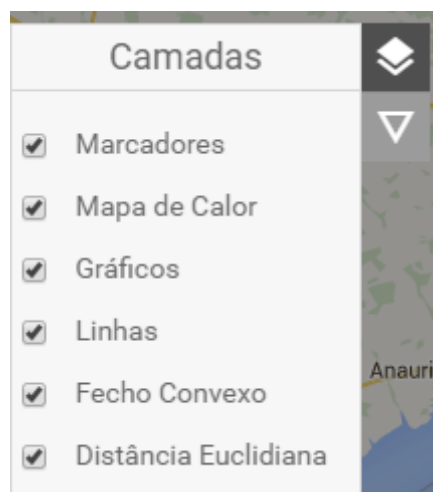 Camadas
Marcadores
Mapa de Calor
Gráficos
Linhas
Fecho Convexo
Distância Euclidiana
Anauri